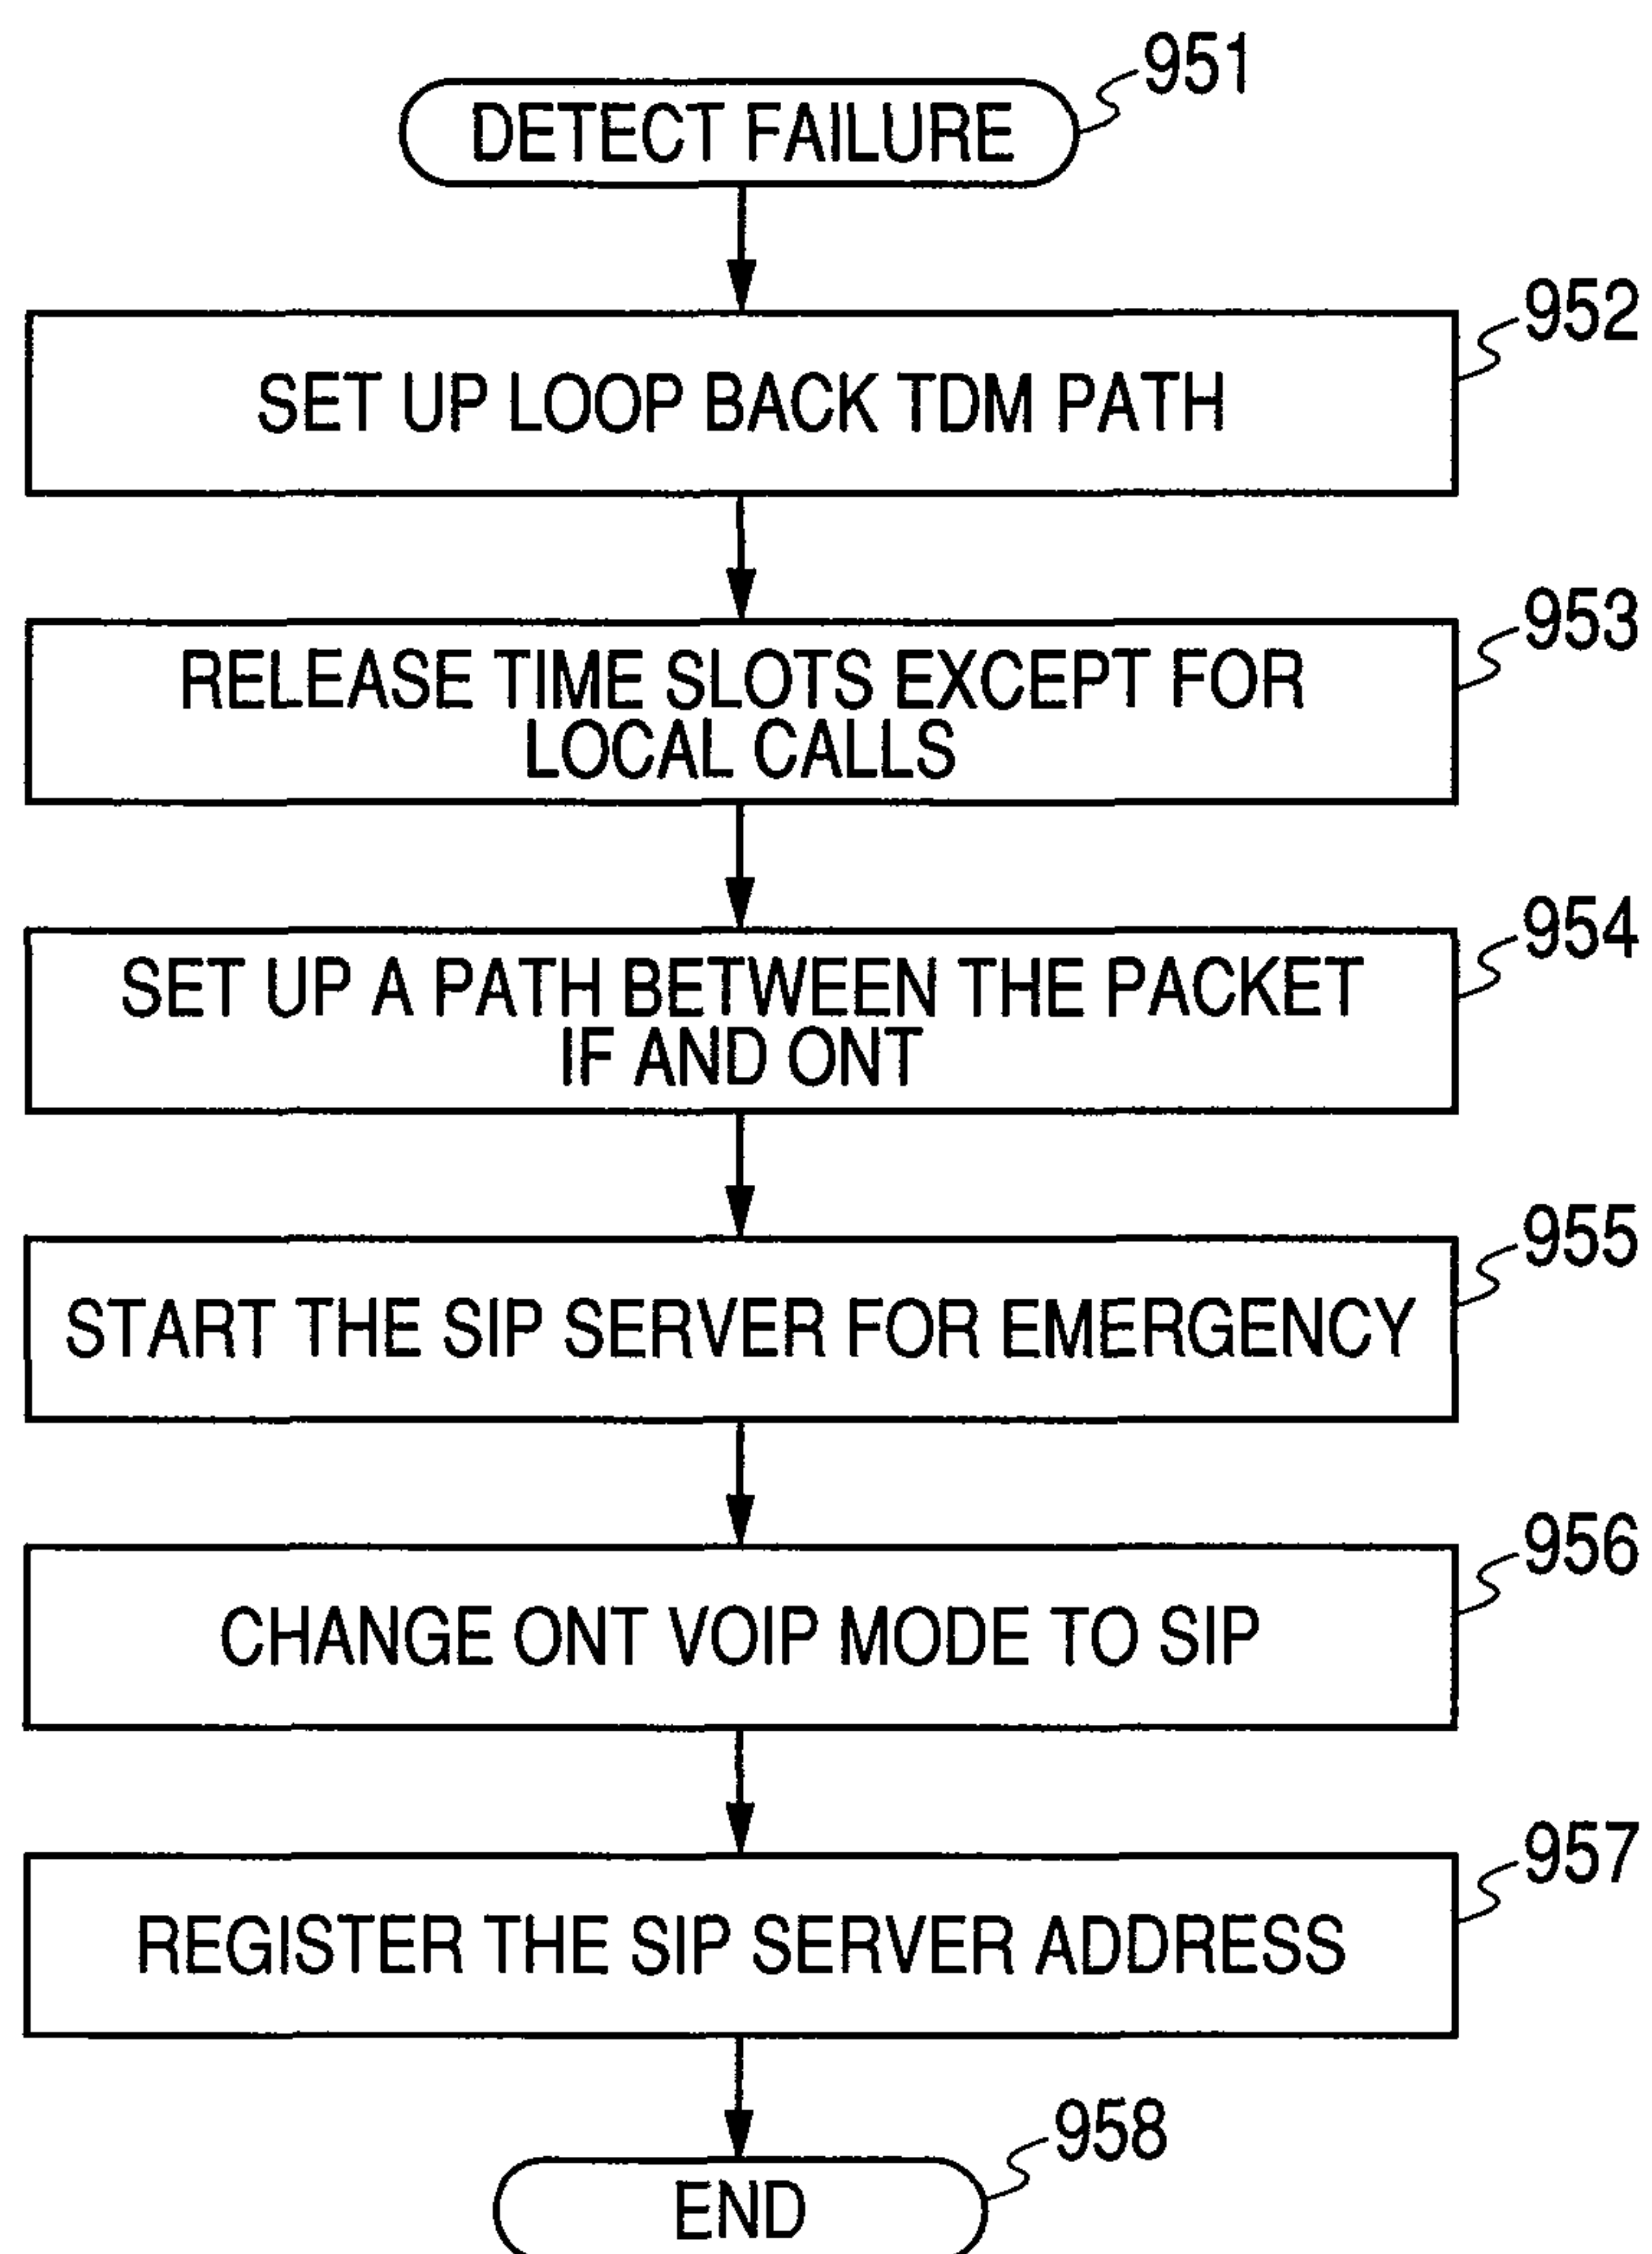 951
DETECT FAILURE
952
SET UP LOOP BACK TDM PATH
953
RELEASE TIME SLOTS EXCEPT FOR
LOCAL CALLS
954
SET UP A PATH BETWEEN THE PACKET
IF AND ONT
955
START THE SIP SERVER FOR EMERGENCY
956
CHANGE ONT VOIP MODE TO SIP
957
REGISTER THE SIP SERVER ADDRESS
958
END